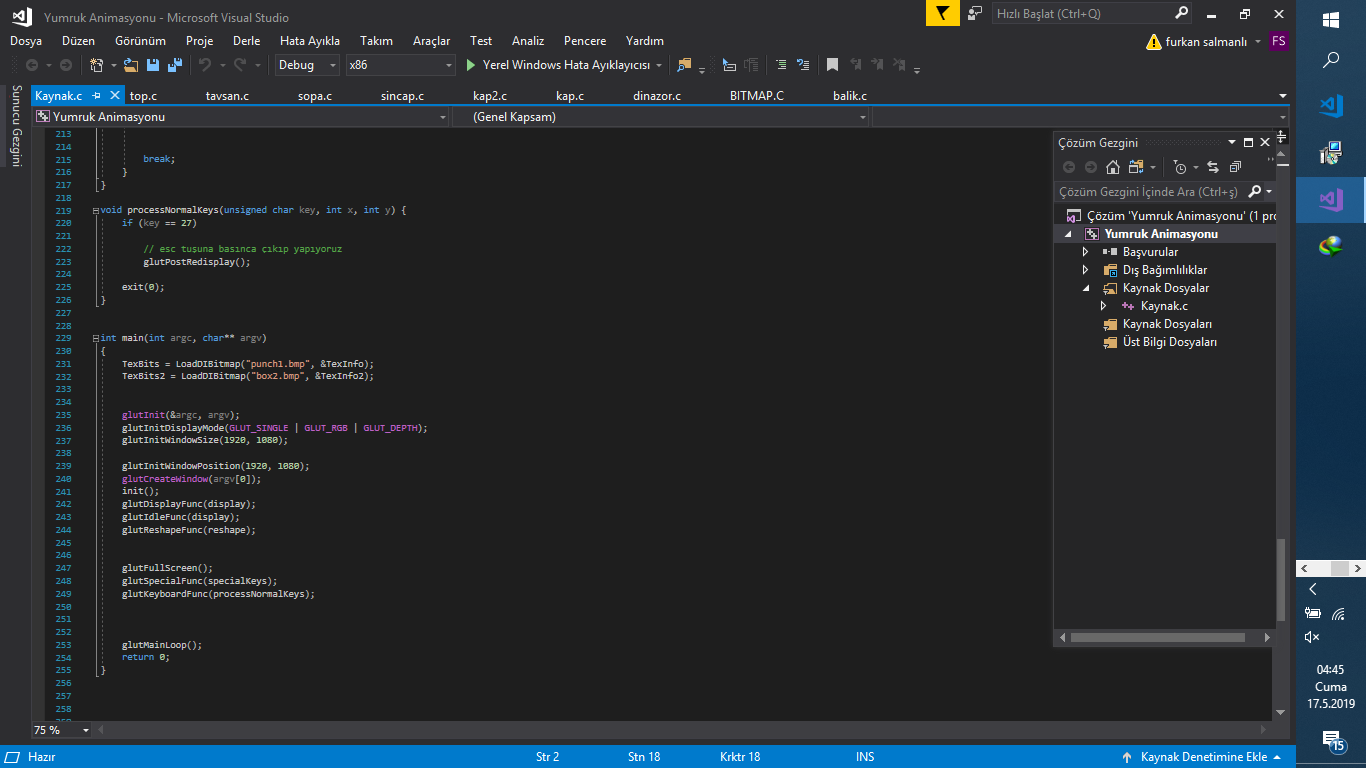 Yumruk Animasyonu - Microsoft Visual Studio
Hızlı Başlat (Ctrl+Q)
Dosya Düzen Görünüm Proje Derle Hata Ayıkla Takım Araçlar Test Analiz Pencere Yardım
furkan salmanlı FS
Debug x86 Yerel Windows Hata Ayıklayıcısı
Sunucu Gezgini
Kaynak.c top.c tavsan.c sopa.c sincap.c kap2.c kap.c dinazor.c BITMAP.C balik.c
Yumruk Animasyonu (Genel Kapsam)
213
214
215 break;
216 }
217 }
218
219 void processNormalKeys(unsigned char key, int x, int y) {
220 if (key == 27)
221
222 // esc tuşuna basınca çıkıp yapıyoruz
223 glutPostRedisplay();
224
225 exit(0);
226 }
227
228
229 int main(int argc, char** argv)
230 {
231 TexBits = LoadDIBitmap("punch1.bmp", &TexInfo);
232 TexBits2 = LoadDIBitmap("box2.bmp", &TexInfo2);
233
234
235 glutInit(&argc, argv);
236 glutInitDisplayMode(GLUT_SINGLE | GLUT_RGB | GLUT_DEPTH);
237 glutInitWindowSize(1920, 1080);
238
239 glutInitWindowPosition(1920, 1080);
240 glutCreateWindow(argv[0]);
241 init();
242 glutDisplayFunc(display);
243 glutIdleFunc(display);
244 glutReshapeFunc(reshape);
245
246
247 glutFullScreen();
248 glutSpecialFunc(specialKeys);
249 glutKeyboardFunc(processNormalKeys);
250
251
252
253 glutMainLoop();
254 return 0;
255 }
256
257
258
Çözüm Gezgini
Çözüm Gezgini İçinde Ara (Ctrl+ş)
Çözüm 'Yumruk Animasyonu' (1 pro
Yumruk Animasyonu
Başvurular
Dış Bağımlılıklar
Kaynak Dosyalar
Kaynak.c
Kaynak Dosyaları
Üst Bilgi Dosyaları
75 %
Hazır Str 2 Stn 18 Krktr 18 INS Kaynak Denetimine Ekle
04:45
Cuma
17.5.2019
15